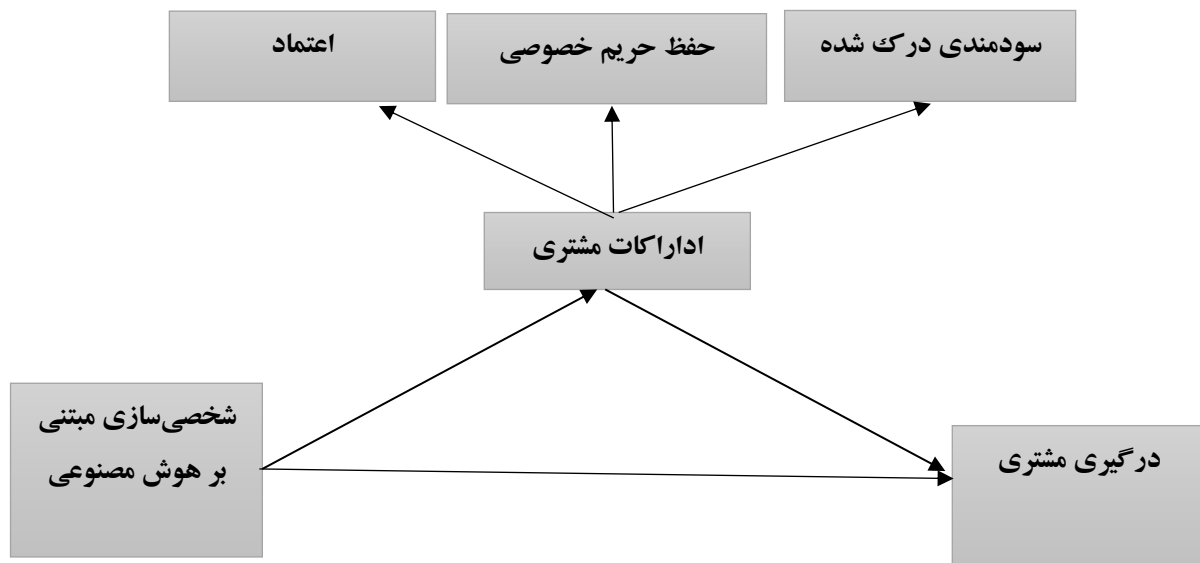 سودمندی درک شده
حفظ حریم خصوصی
اعتماد
اداراکات مشتری
شخصی‌سازی مبتنی
بر هوش مصنوعی
درگیری مشتری